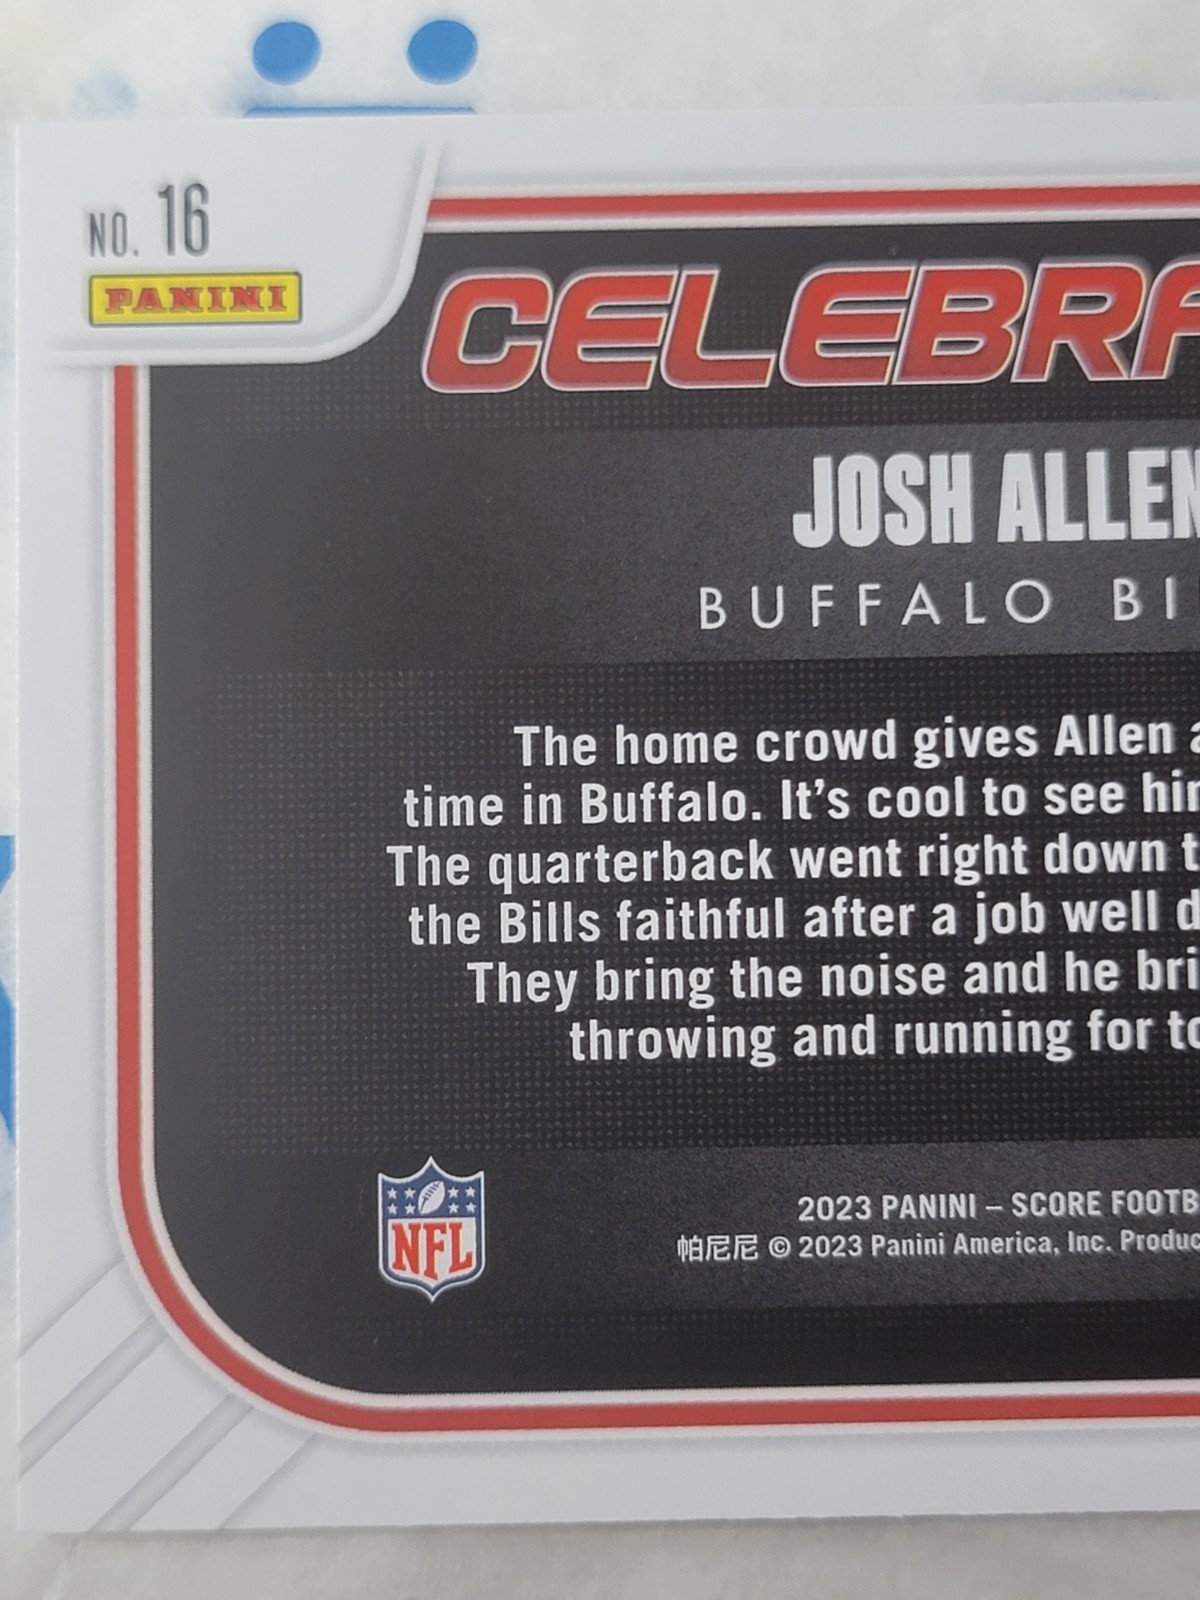 NO. 16
PANINI
CELEBRA
JOSH ALLEN
BUFFALO BI
The home crowd gives Allen a
time in Buffalo. It's cool to see him
The quarterback went right down t
the Bills faithful after a job well d
They bring the noise and he bri
throwing and running for to
NFL
2023 PANINI – SCORE FOOTB
帕尼尼 © 2023 Panini America, Inc. Produc